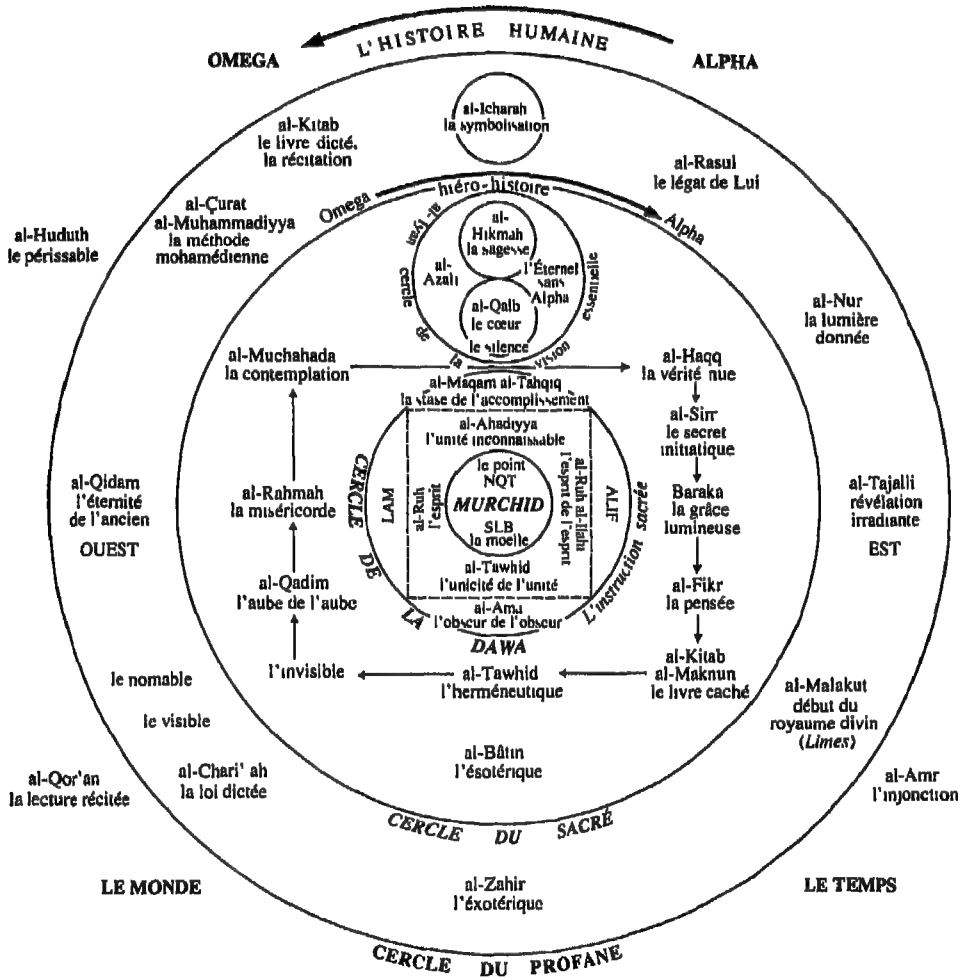 L'HISTOIRE HUMAINE
OMEGA
ALPHA
al-Icharah
la symbolisation
al-Kitab
le livre dicté,
la récitation
al-Rasul
le légat de Lui
Omega
hiéro-histoire
Alpha
al-Çurat
al-Muhammadiyya
la méthode
mohamédienne
al-Huduth
le périssable
al-Iyan
cercle de la vision essentielle
al-
Hikmah
la sagesse
al-
Azali
l'Éternel
sans
Alpha
al-Qalb
le cœur
le silence
al-Nur
la lumière
donnée
al-Muchahada
la contemplation
al-Haqq
la vérité nue
al-Maqam al-Tahqiq
la stase de l'accomplissement
al-Sirr
le secret
initiatique
al-Ahadiyya
l'unité inconnaissable
CERCLE DE LA DAWA
L'instruction sacrée
LAM
al-Ruh
l'esprit
le point
NQT
MURCHID
SLB
la moelle
al-Ruh al-Ilahi
l'esprit de l'esprit
ALIF
al-Qidam
l'éternité
de l'ancien
OUEST
al-Rahmah
la miséricorde
Baraka
la grâce
lumineuse
al-Tajalli
révélation
irradiante
EST
al-Tawhid
l'unicité de l'unité
al-Qadim
l'aube de l'aube
al-Fikr
la pensée
al-Ama
l'obscur de l'obscur
l'invisible
al-Tawhid
l'herméneutique
al-Kitab
al-Maknun
le livre caché
le nomable
le visible
al-Malakut
début du
royaume divin
(Limes)
al-Bâtin
l'ésotérique
al-Qor'an
la lecture récitée
al-Chari' ah
la loi dictée
al-Amr
l'injonction
CERCLE DU SACRÉ
LE MONDE
LE TEMPS
al-Zahir
l'éxotérique
CERCLE DU PROFANE